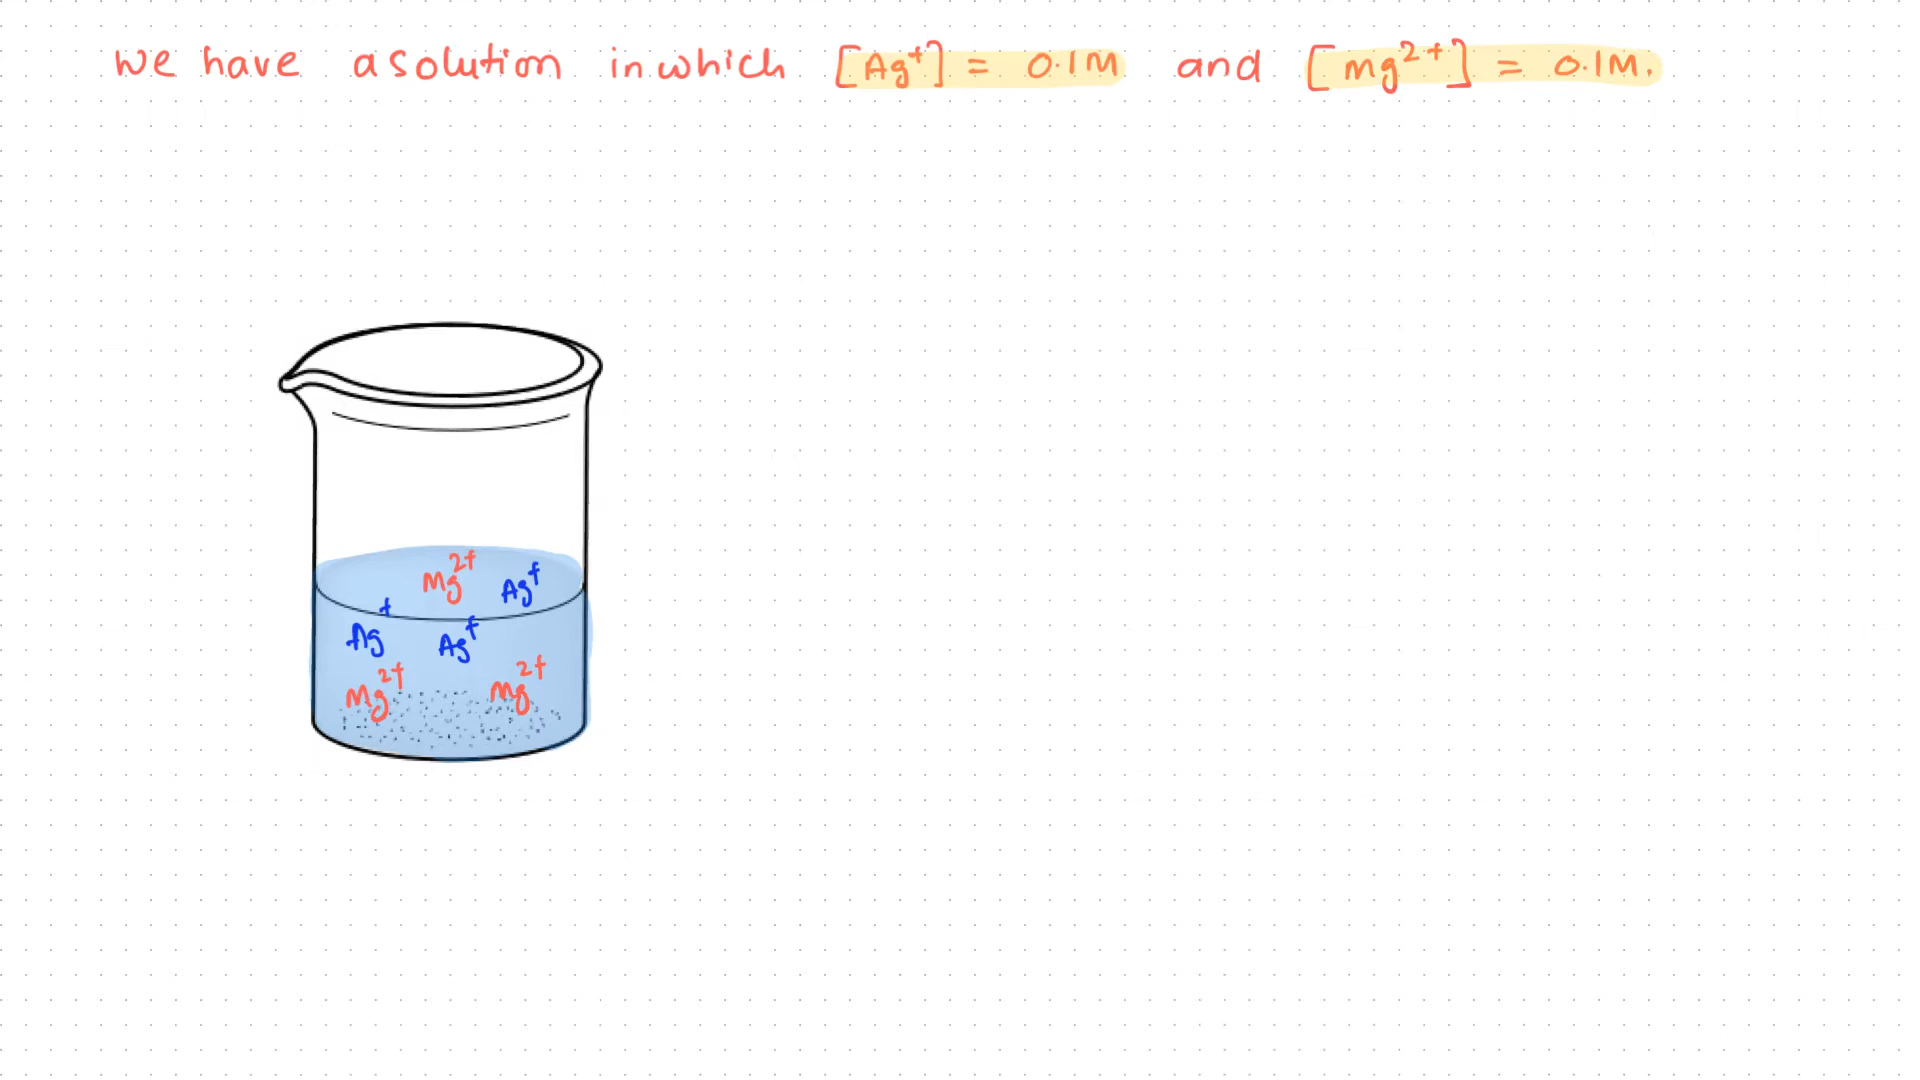 we have a solution in which [Ag⁺] = 0.1M and [mg²⁺] = 0.1M.
Mg²⁺ Ag⁺
Ag⁺ Ag⁺
Mg²⁺ Mg²⁺